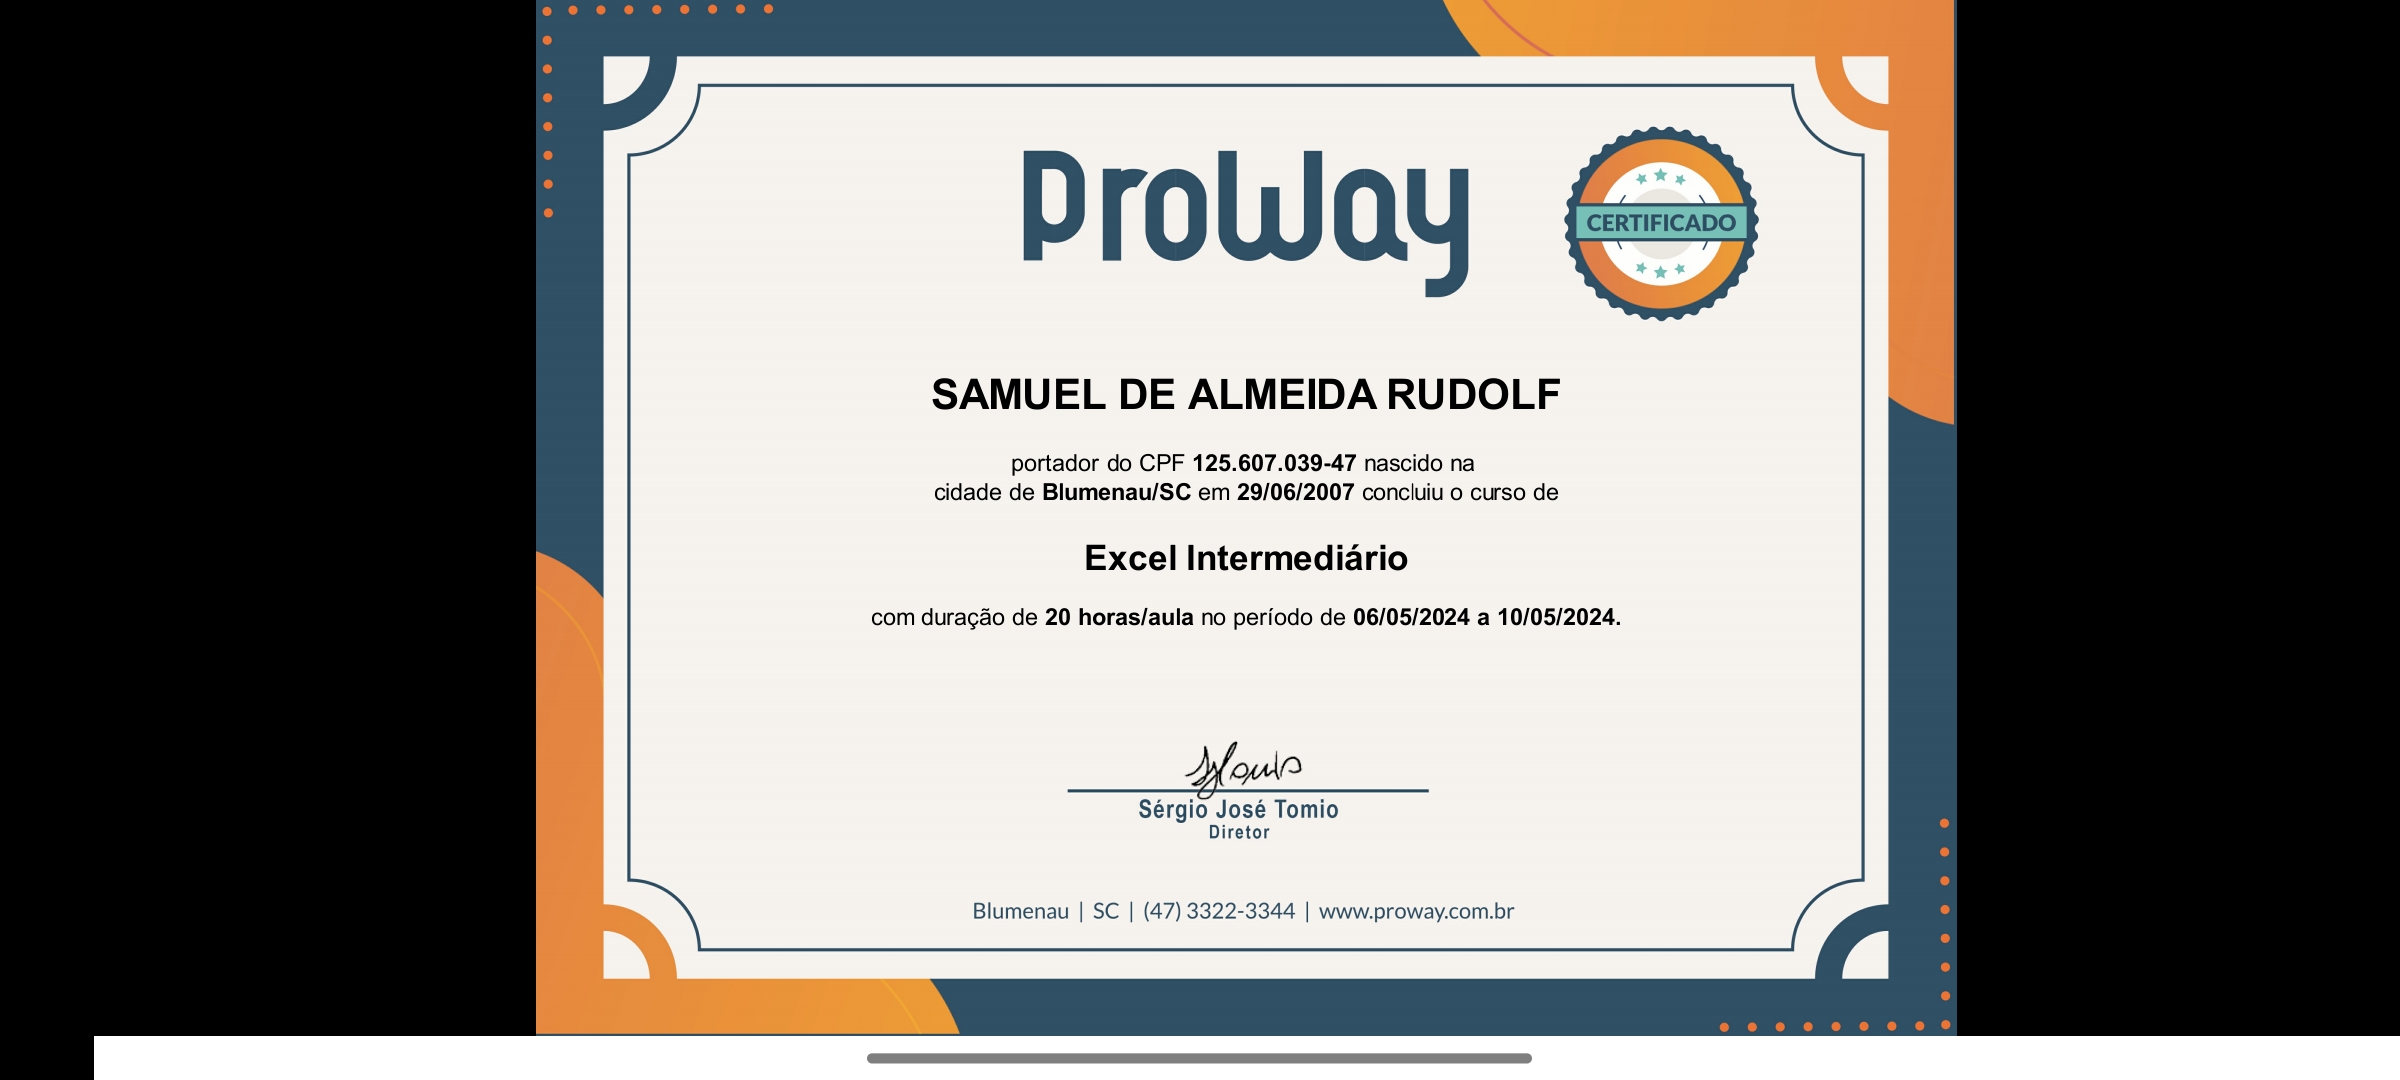 ProWay
CERTIFICADO
SAMUEL DE ALMEIDA RUDOLF
portador do CPF 125.607.039-47 nascido na
cidade de Blumenau/SC em 29/06/2007 concluiu o curso de
Excel Intermediário
com duração de 20 horas/aula no período de 06/05/2024 a 10/05/2024.
Sérgio José Tomio
Diretor
Blumenau | SC | (47) 3322-3344 | www.proway.com.br